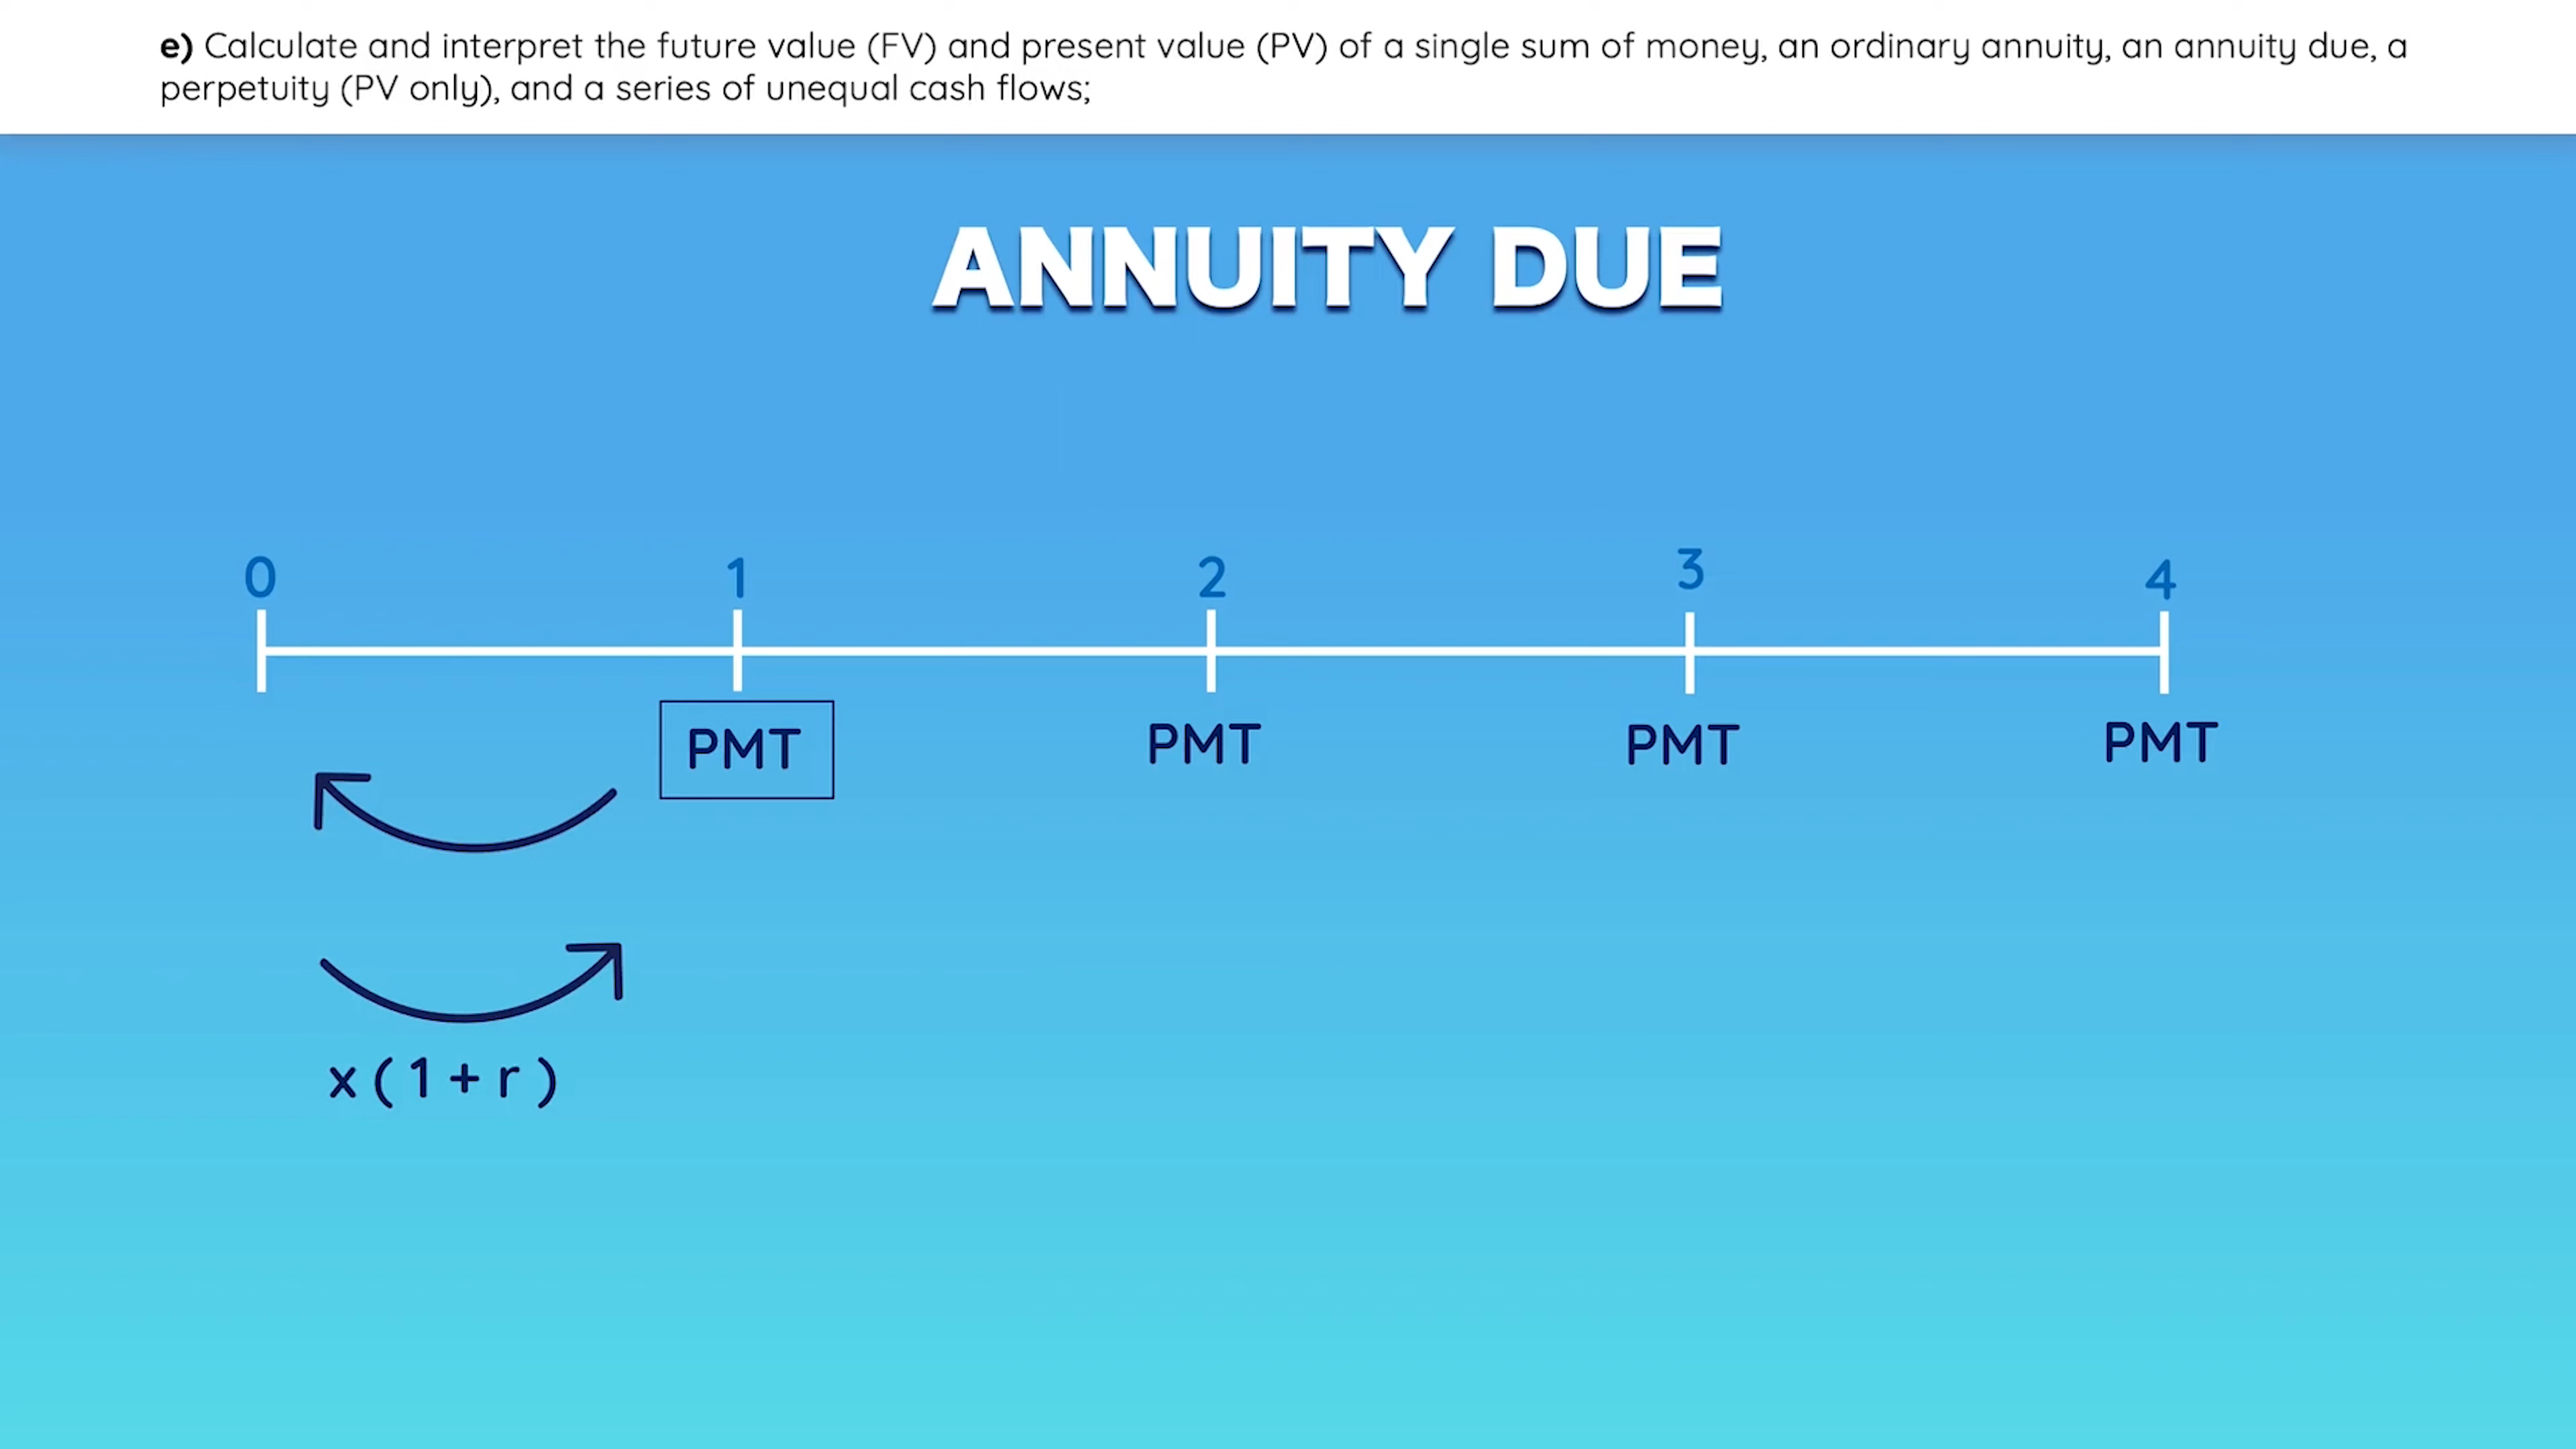 e) Calculate and interpret the future value (FV) and present value (PV) of a single sum of money, an ordinary annuity, an annuity due, a
perpetuity (PV only), and a series of unequal cash flows;
ANNUITY DUE
0 1 2 3 4
PMT PMT PMT PMT
x ( 1 + r )